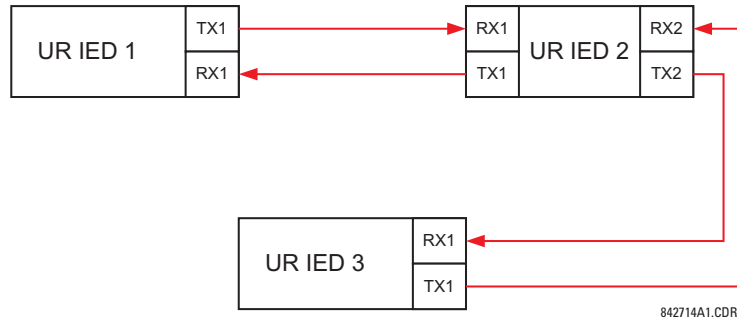 UR IED 1
TX1
RX1
RX1
TX1
UR IED 2
RX2
TX2
UR IED 3
RX1
TX1
842714A1.CDR